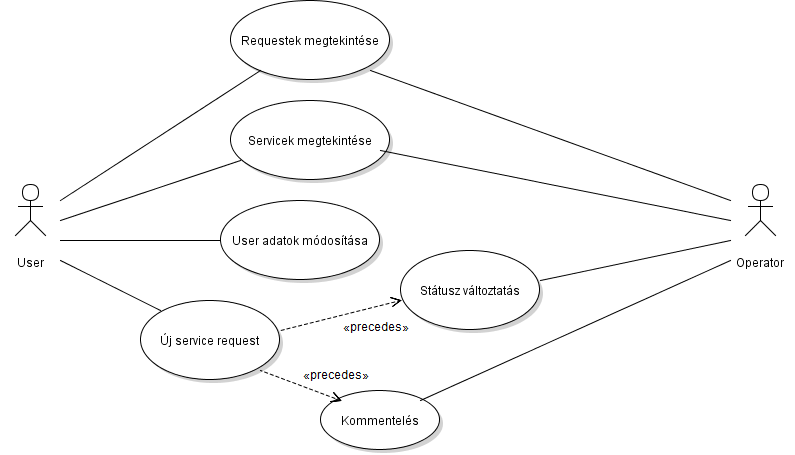 Requestek megtekintése
Servicek megtekintése
User adatok módosítása
User
Operator
Státusz változtatás
«precedes»
Új service request
«precedes»
Kommentelés